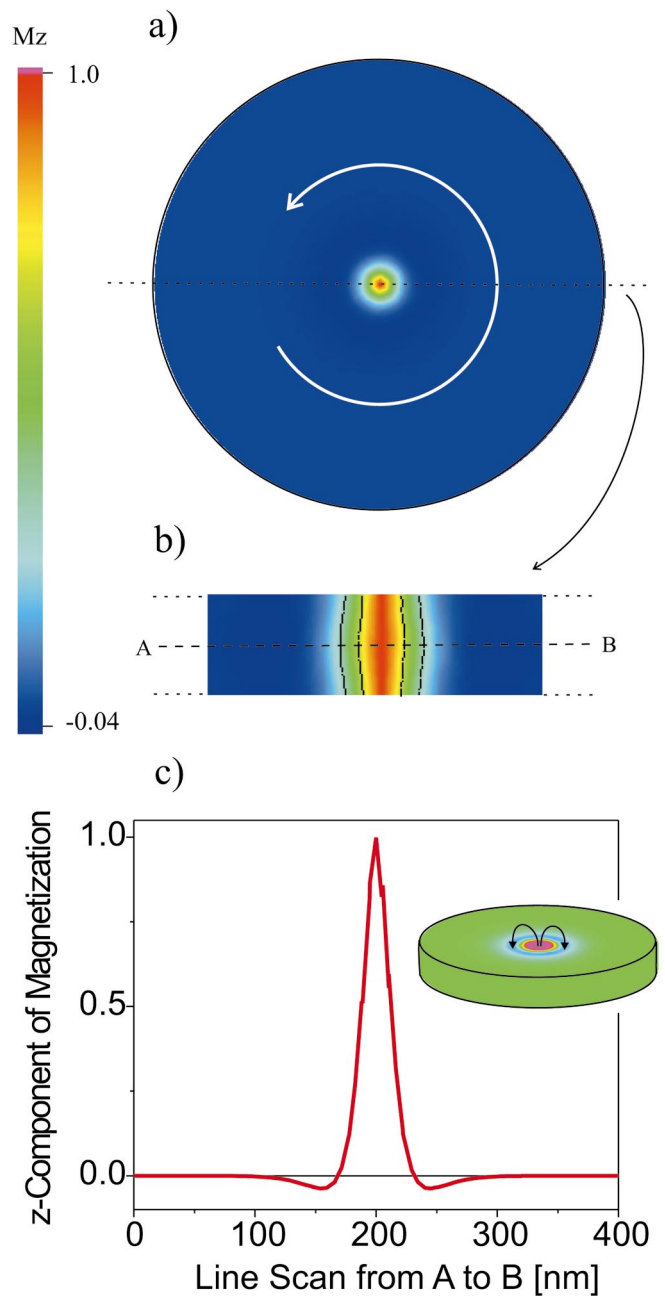 a)
Mz
1.0
-0.04
b)
A
B
c)
z-Component of Magnetization
1.0
0.5
0.0
0
100
200
300
400
Line Scan from A to B [nm]